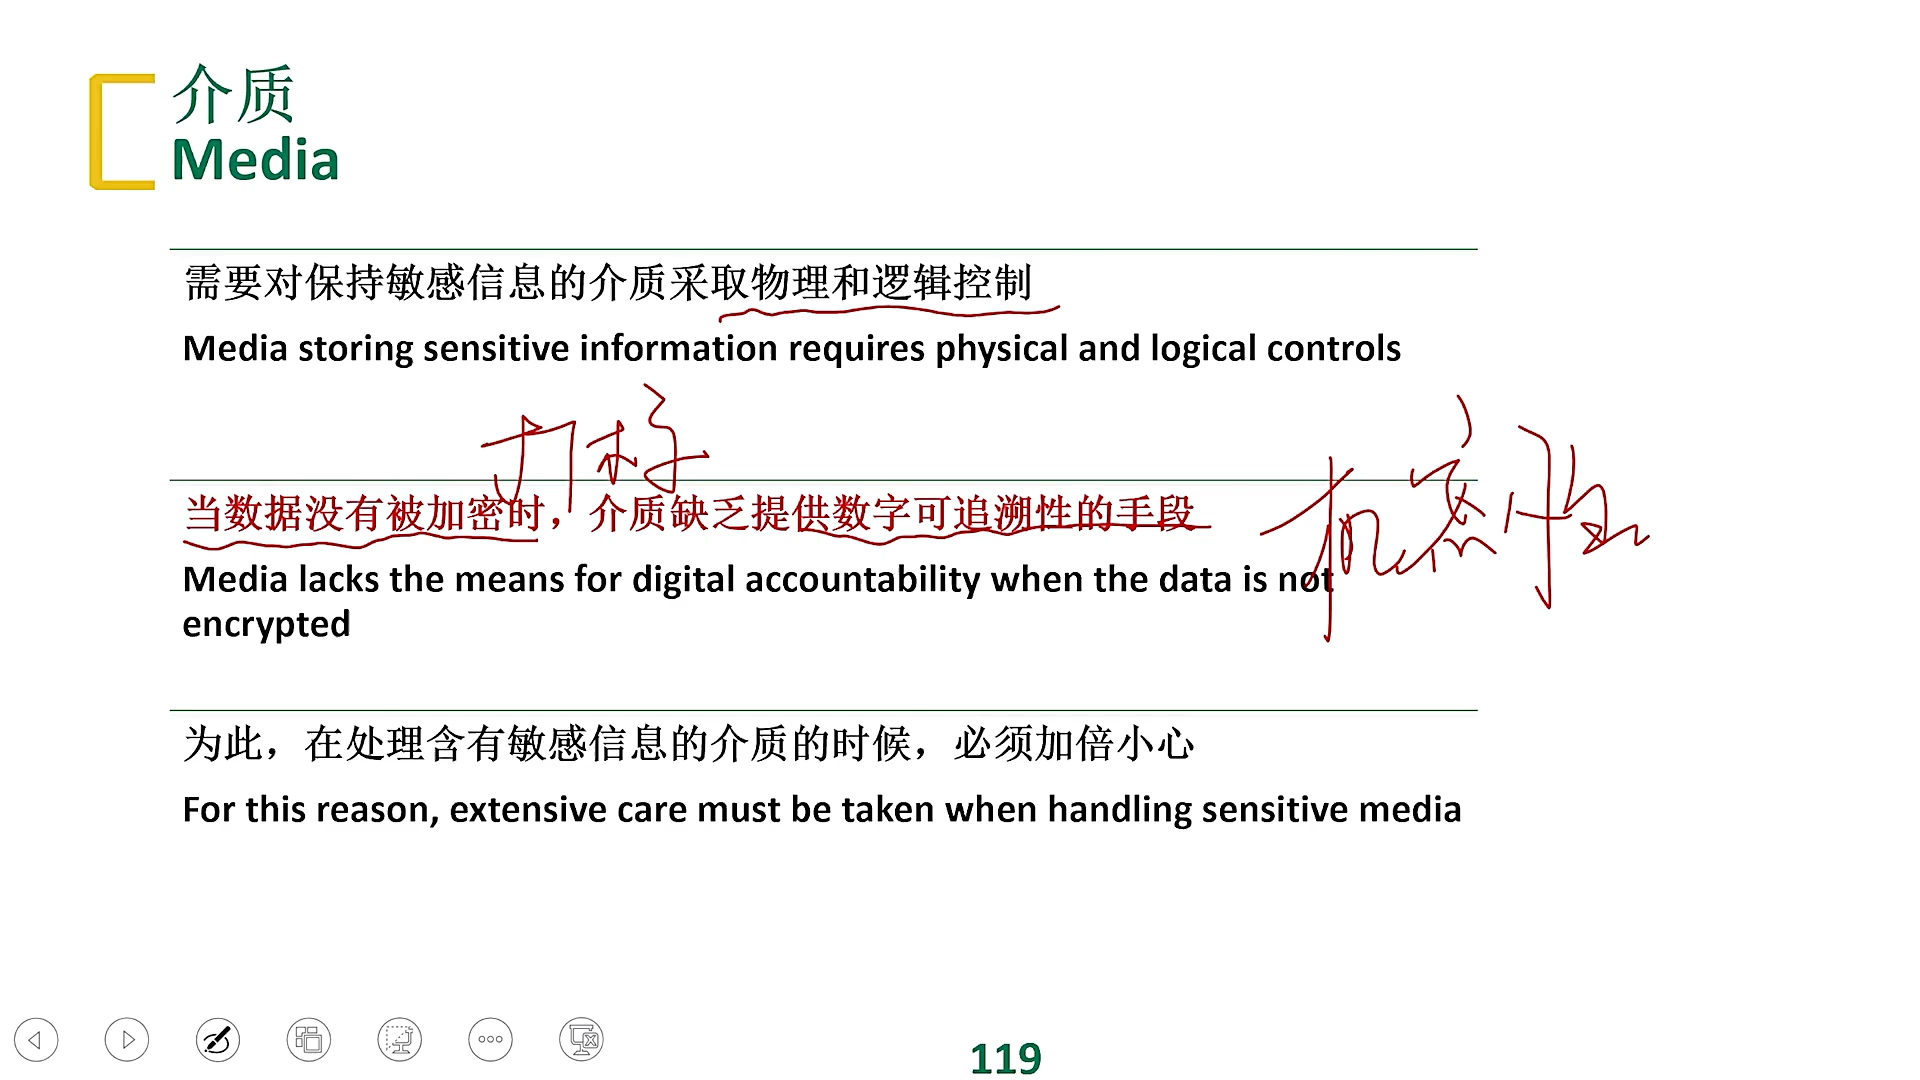 介质
Media
需要对保持敏感信息的介质采取物理和逻辑控制
Media storing sensitive information requires physical and logical controls
当数据没有被加密时，介质缺乏提供数字可追溯性的手段
Media lacks the means for digital accountability when the data is not
encrypted
为此，在处理含有敏感信息的介质的时候，必须加倍小心
For this reason, extensive care must be taken when handling sensitive media
119